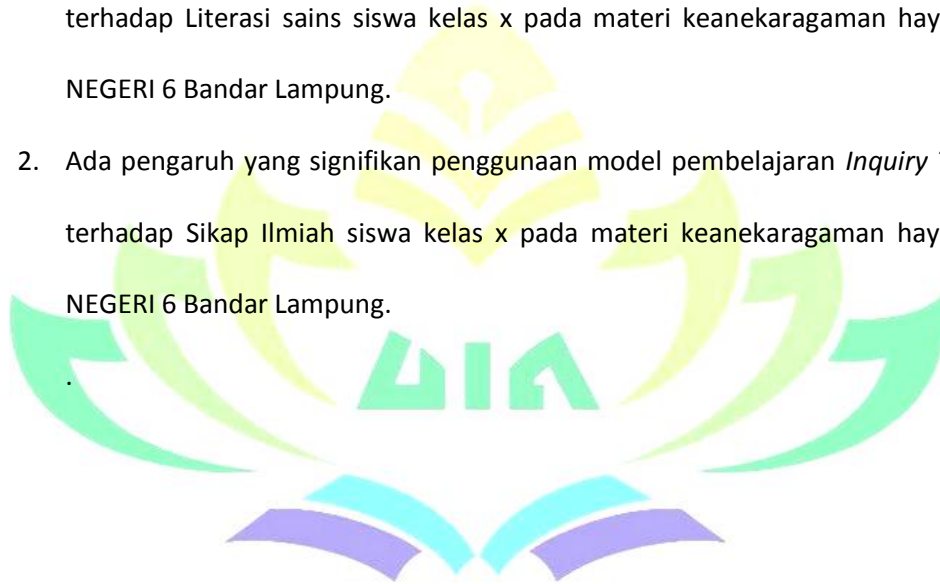 terhadap Literasi sains siswa kelas x pada materi keanekaragaman hay
NEGERI 6 Bandar Lampung.
2. Ada pengaruh yang signifikan penggunaan model pembelajaran Inquiry
terhadap Sikap Ilmiah siswa kelas x pada materi keanekaragaman hay
NEGERI 6 Bandar Lampung.
.
UIN